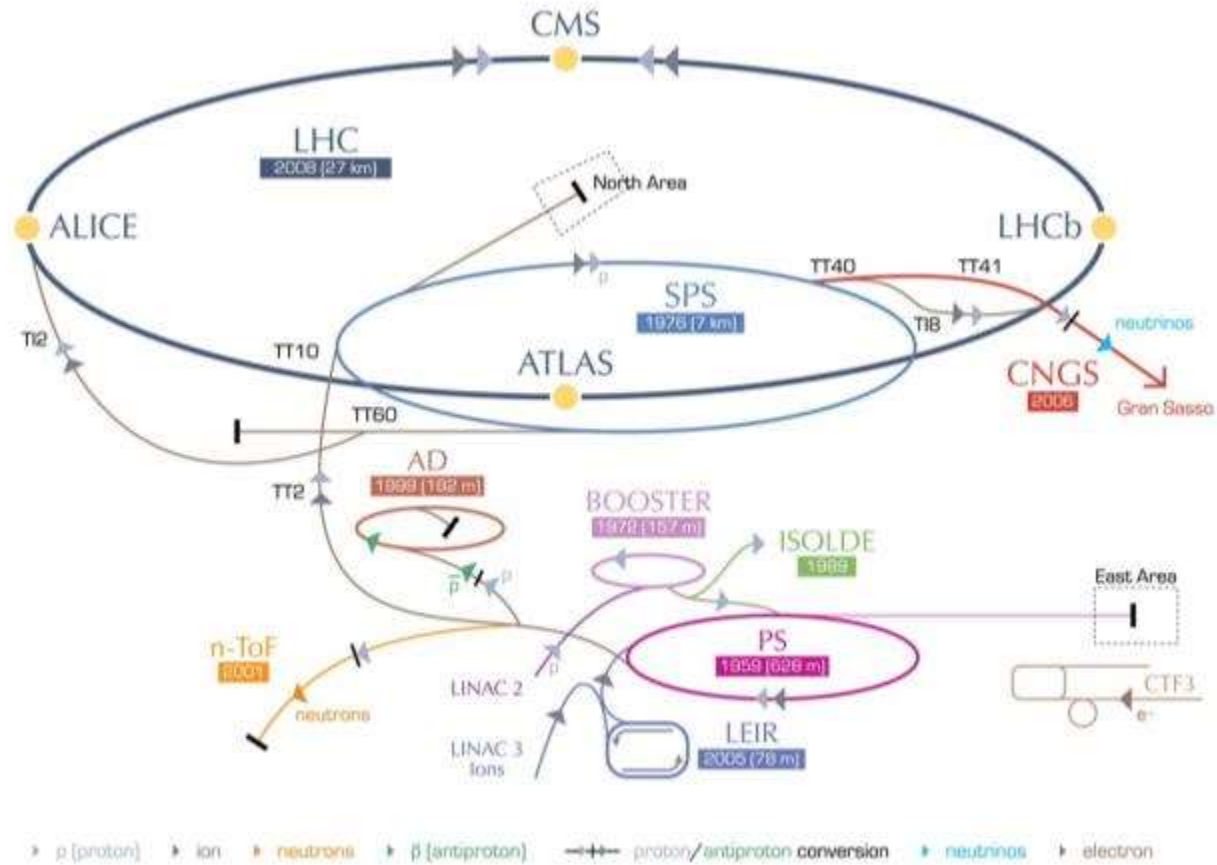 CMS
LHC
2008 (27 km)
North Area
ALICE
LHCb
TT40
TT41
SPS
1976 (7 km)
p
TI8
neutrinos
TI2
TT10
ATLAS
CNGS
2006
Gran Sasso
TT60
AD
1999 (182 m)
TT2
BOOSTER
1972 (157 m)
ISOLDE
1989
p̅
p
East Area
n-ToF
2001
PS
1959 (628 m)
p
LINAC 2
neutrons
CTF3
e-
LEIR
2005 (78 m)
LINAC 3
Ions
p (proton) ion neutrons p̅ (antiproton) proton/antiproton conversion neutrinos electron